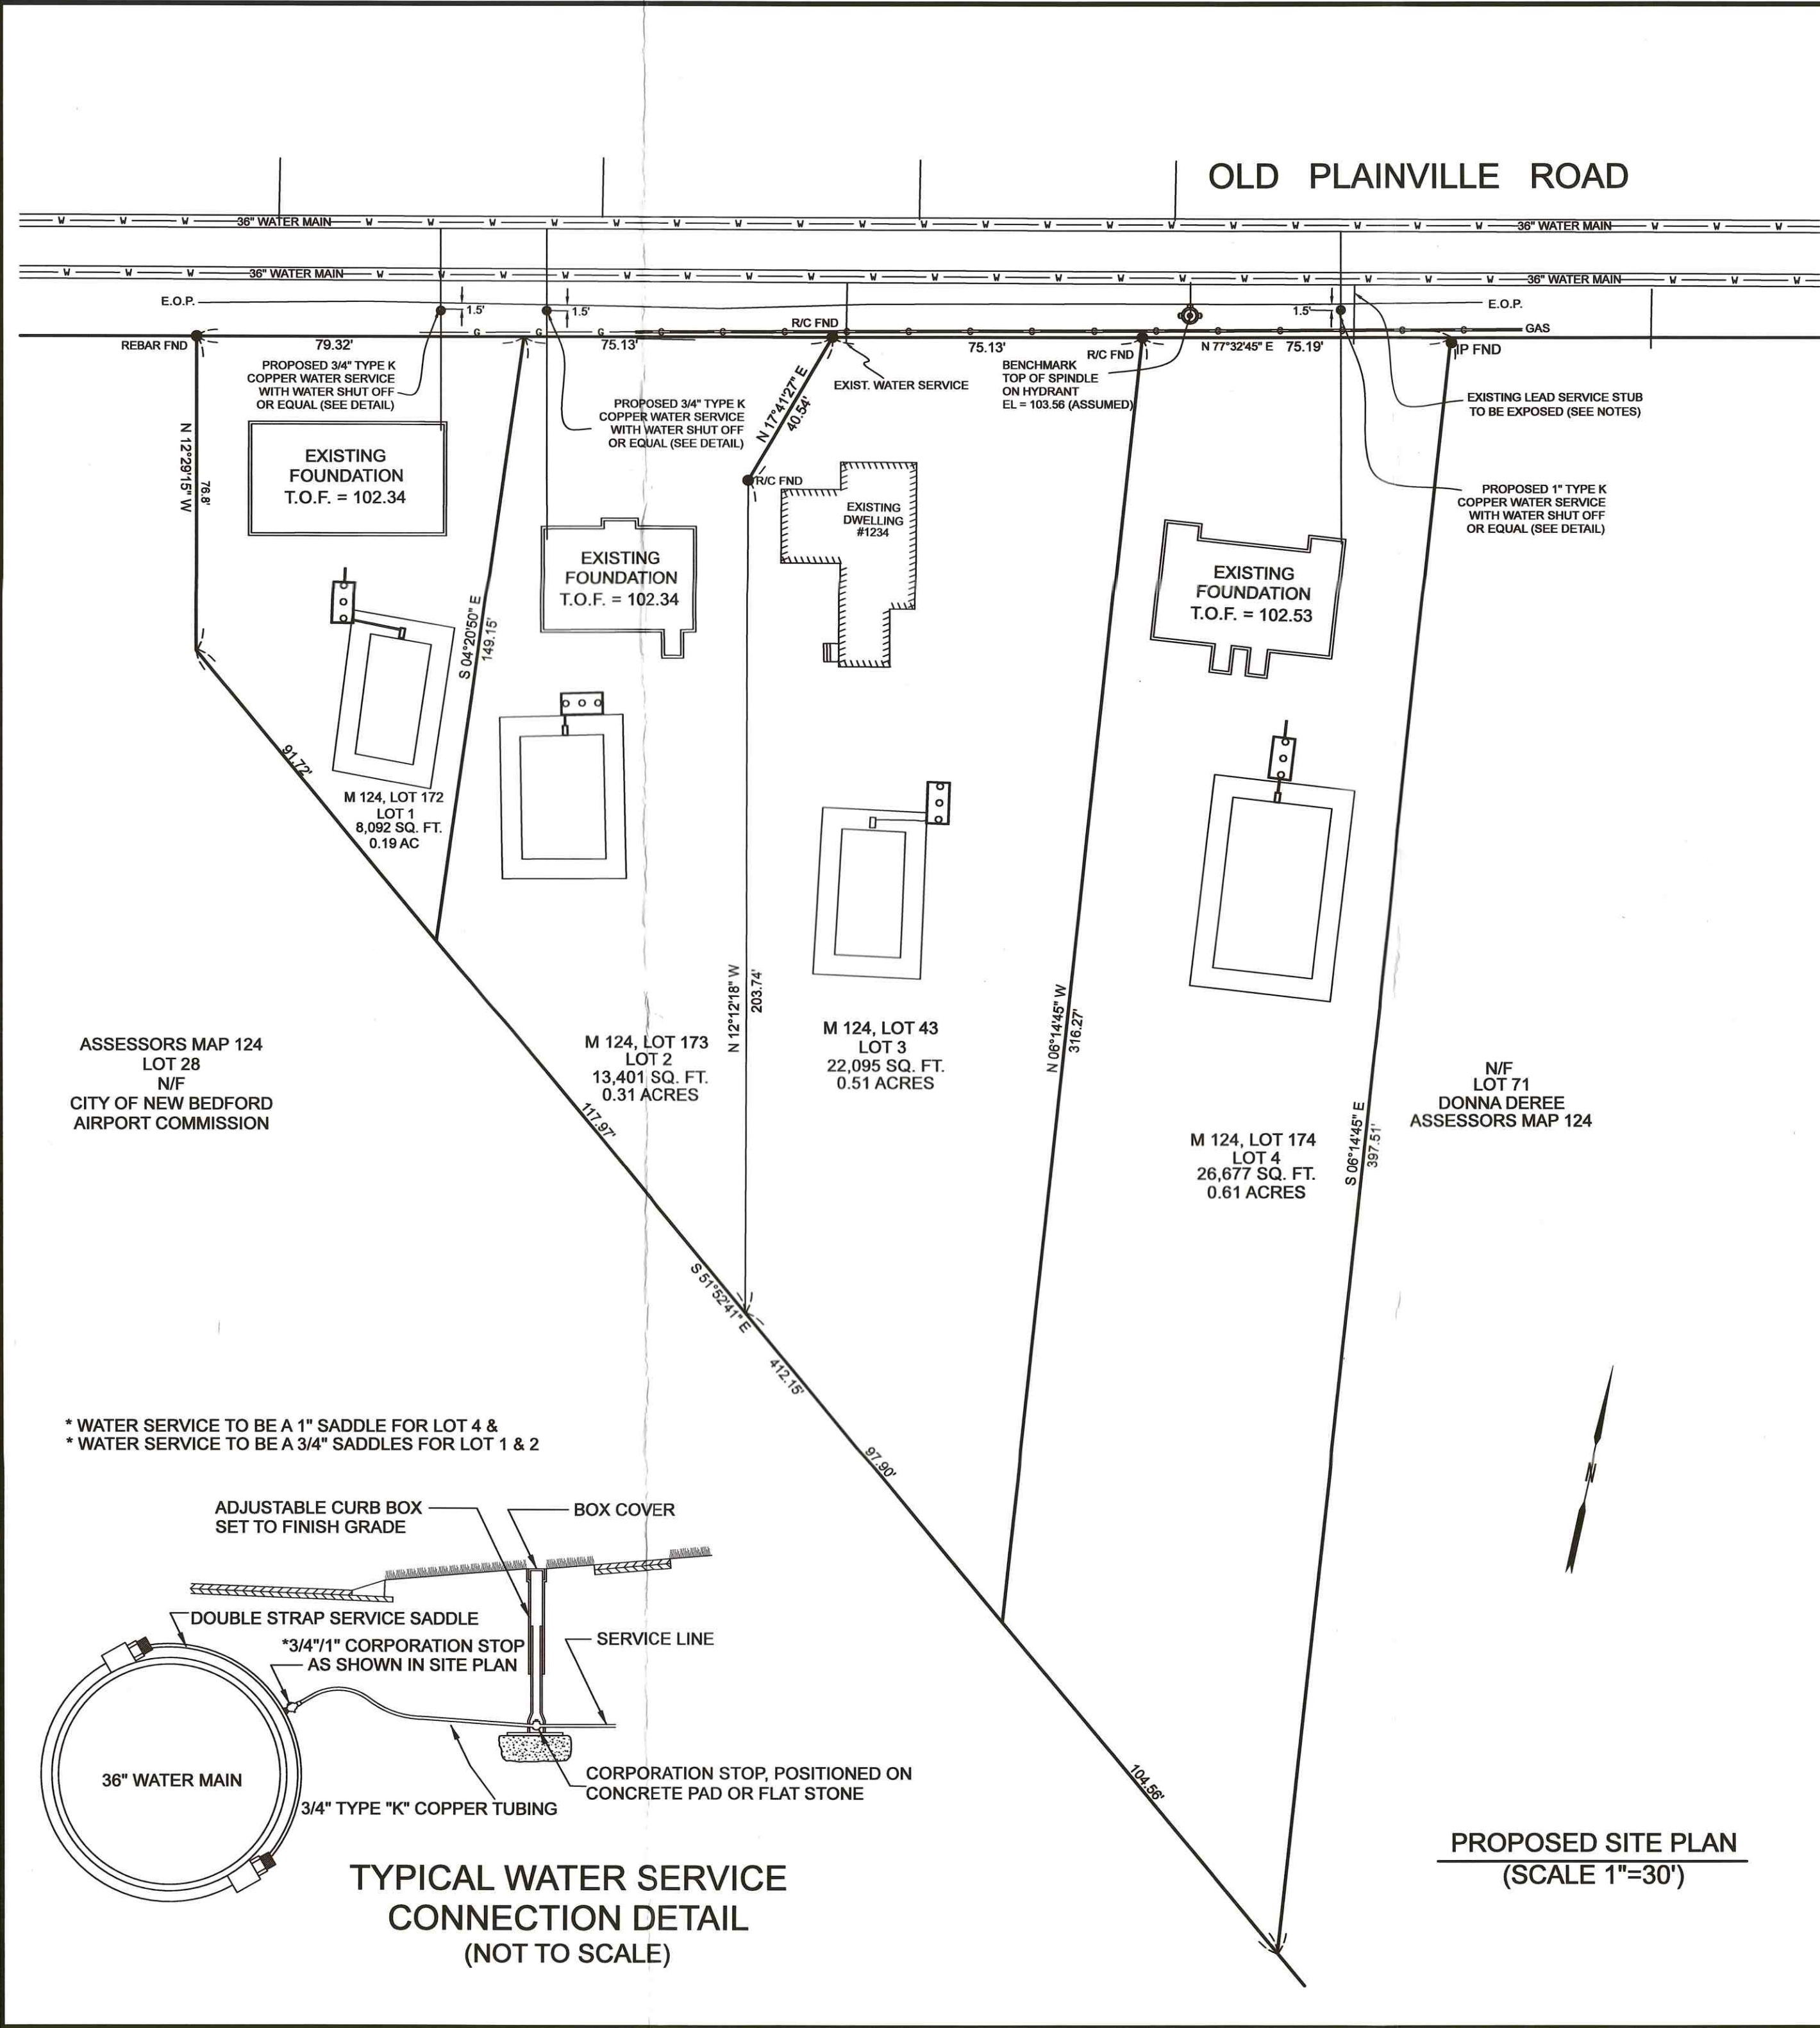 OLD PLAINVILLE ROAD
W W W 36" WATER MAIN W W W W W W W W W W W W W W W W W W W 36" WATER MAIN W W W
W W W 36" WATER MAIN W W W W W W W W W W W W W W W W W W W 36" WATER MAIN W W W
E.O.P.
1.5'
1.5'
1.5'
E.O.P.
G G G G G G G G G G G G G G G G G GAS
REBAR FND
79.32'
75.13'
R/C FND
75.13'
R/C FND
N 77°32'45" E 75.19'
IP FND
PROPOSED 3/4" TYPE K
COPPER WATER SERVICE
WITH WATER SHUT OFF
OR EQUAL (SEE DETAIL)
PROPOSED 3/4" TYPE K
COPPER WATER SERVICE
WITH WATER SHUT OFF
OR EQUAL (SEE DETAIL)
N 17°41'27" E
40.54'
EXIST. WATER SERVICE
BENCHMARK
TOP OF SPINDLE
ON HYDRANT
EL = 103.56 (ASSUMED)
EXISTING LEAD SERVICE STUB
TO BE EXPOSED (SEE NOTES)
N 12°29'15" W
76.8'
EXISTING
FOUNDATION
T.O.F. = 102.34
R/C FND
EXISTING
DWELLING
#1234
PROPOSED 1" TYPE K
COPPER WATER SERVICE
WITH WATER SHUT OFF
OR EQUAL (SEE DETAIL)
EXISTING
FOUNDATION
T.O.F. = 102.34
EXISTING
FOUNDATION
T.O.F. = 102.53
S 04°20'50" E
149.15'
91.72'
M 124, LOT 172
LOT 1
8,092 SQ. FT.
0.19 AC
N 12°12'18" W
203.74'
N 06°14'45" W
316.27'
ASSESSORS MAP 124
LOT 28
N/F
CITY OF NEW BEDFORD
AIRPORT COMMISSION
M 124, LOT 173
LOT 2
13,401 SQ. FT.
0.31 ACRES
M 124, LOT 43
LOT 3
22,095 SQ. FT.
0.51 ACRES
N/F
LOT 71
DONNA DEREE
ASSESSORS MAP 124
117.97'
M 124, LOT 174
LOT 4
26,677 SQ. FT.
0.61 ACRES
S 06°14'45" E
397.51'
S 51°52'41" E
412.15'
97.90'
104.56'
N
* WATER SERVICE TO BE A 1" SADDLE FOR LOT 4 &
* WATER SERVICE TO BE A 3/4" SADDLES FOR LOT 1 & 2
ADJUSTABLE CURB BOX
SET TO FINISH GRADE
BOX COVER
DOUBLE STRAP SERVICE SADDLE
*3/4"/1" CORPORATION STOP
AS SHOWN IN SITE PLAN
SERVICE LINE
36" WATER MAIN
3/4" TYPE "K" COPPER TUBING
CORPORATION STOP, POSITIONED ON
CONCRETE PAD OR FLAT STONE
TYPICAL WATER SERVICE
CONNECTION DETAIL
(NOT TO SCALE)
PROPOSED SITE PLAN
(SCALE 1"=30')